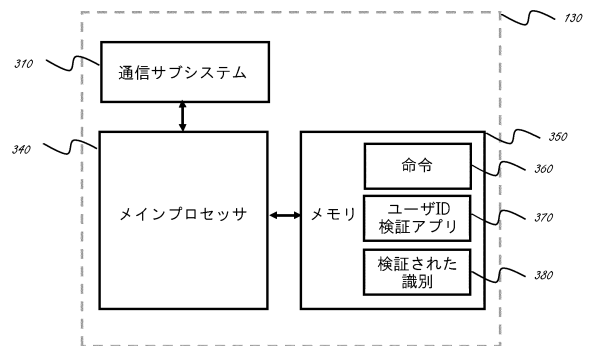 130
310
通信サブシステム
340
メインプロセッサ
メモリ
350
命令
360
ユーザID
検証アプリ
370
検証された
識別
380